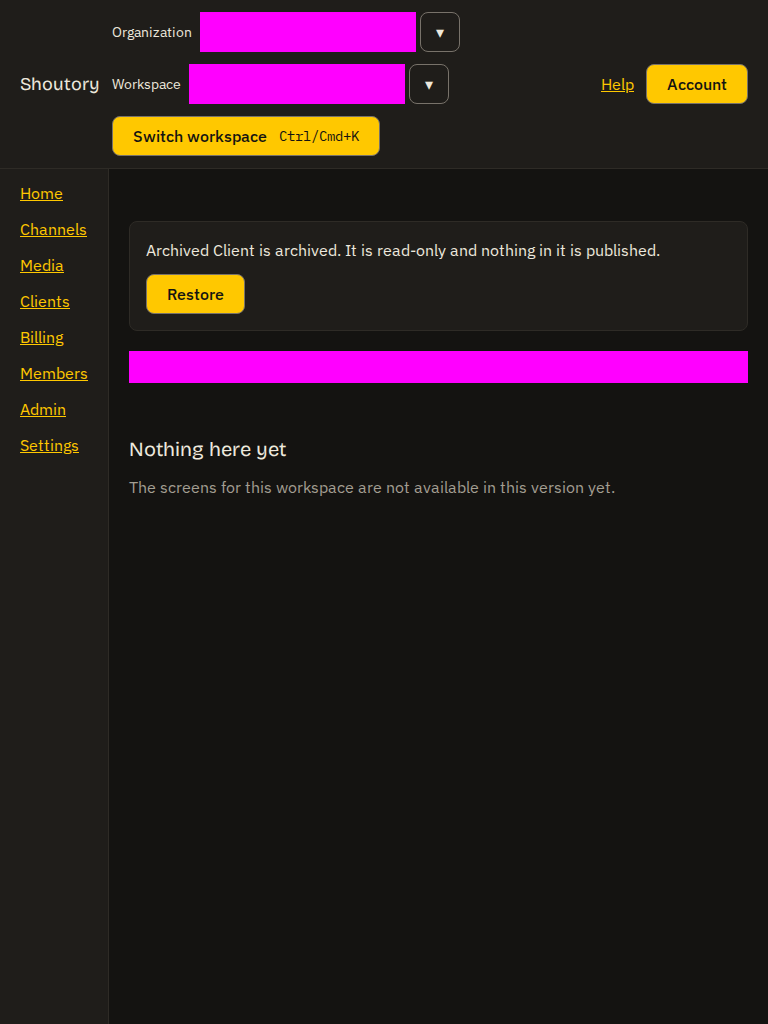 Organization ▼
Shoutory Workspace ▼ Help Account
Switch workspace Ctrl/Cmd+K
Home
Channels
Media
Clients
Billing
Members
Admin
Settings
Archived Client is archived. It is read-only and nothing in it is published.
Restore
Nothing here yet
The screens for this workspace are not available in this version yet.